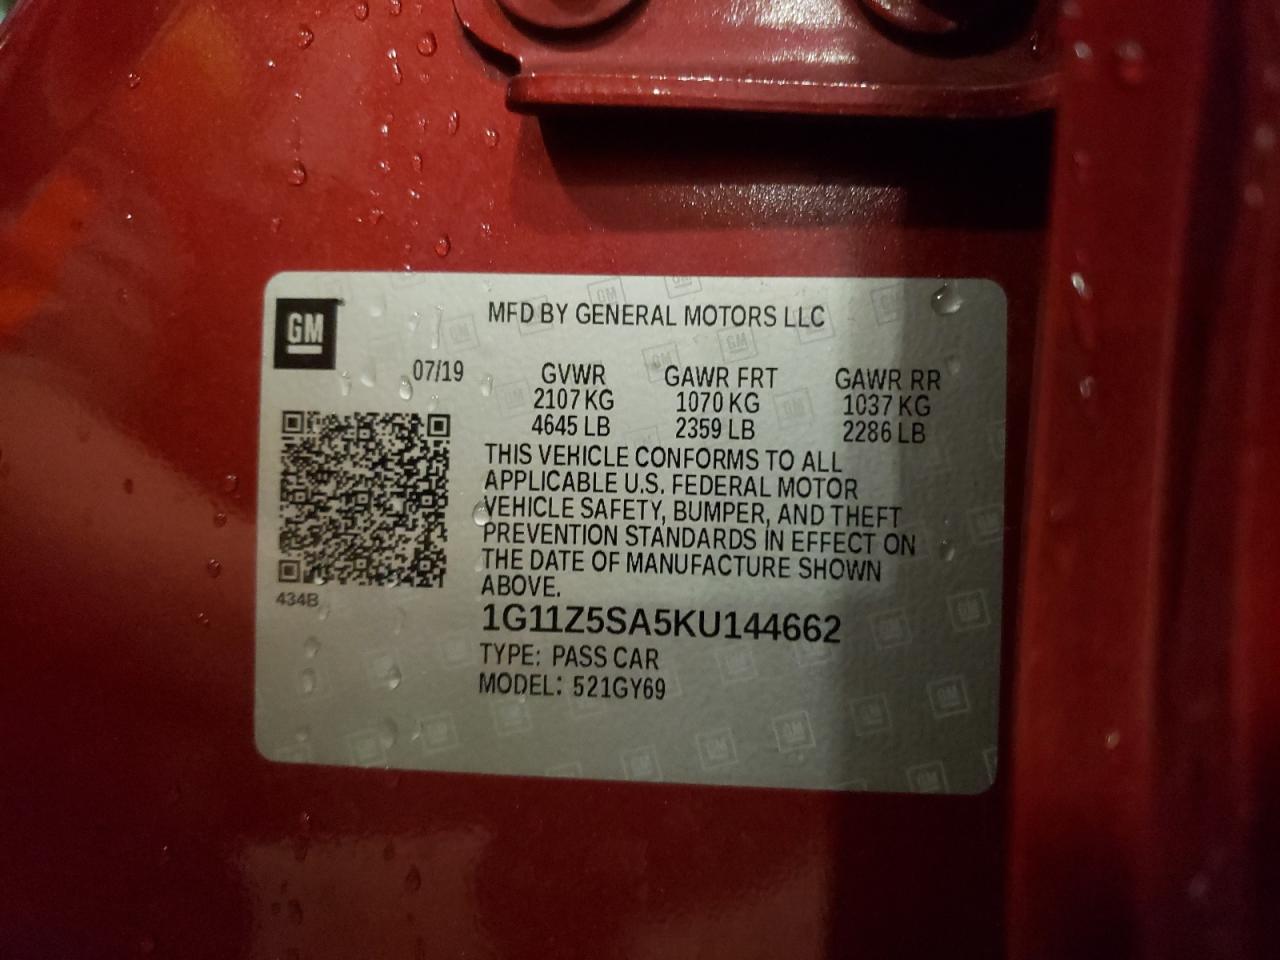 GM
MFD BY GENERAL MOTORS LLC
07/19
GVWR GAWR FRT GAWR RR
2107 KG 1070 KG 1037 KG
4645 LB 2359 LB 2286 LB
THIS VEHICLE CONFORMS TO ALL
APPLICABLE U.S. FEDERAL MOTOR
VEHICLE SAFETY, BUMPER, AND THEFT
PREVENTION STANDARDS IN EFFECT ON
THE DATE OF MANUFACTURE SHOWN
ABOVE.
434B
1G11Z5SA5KU144662
TYPE: PASS CAR
MODEL: 521GY69